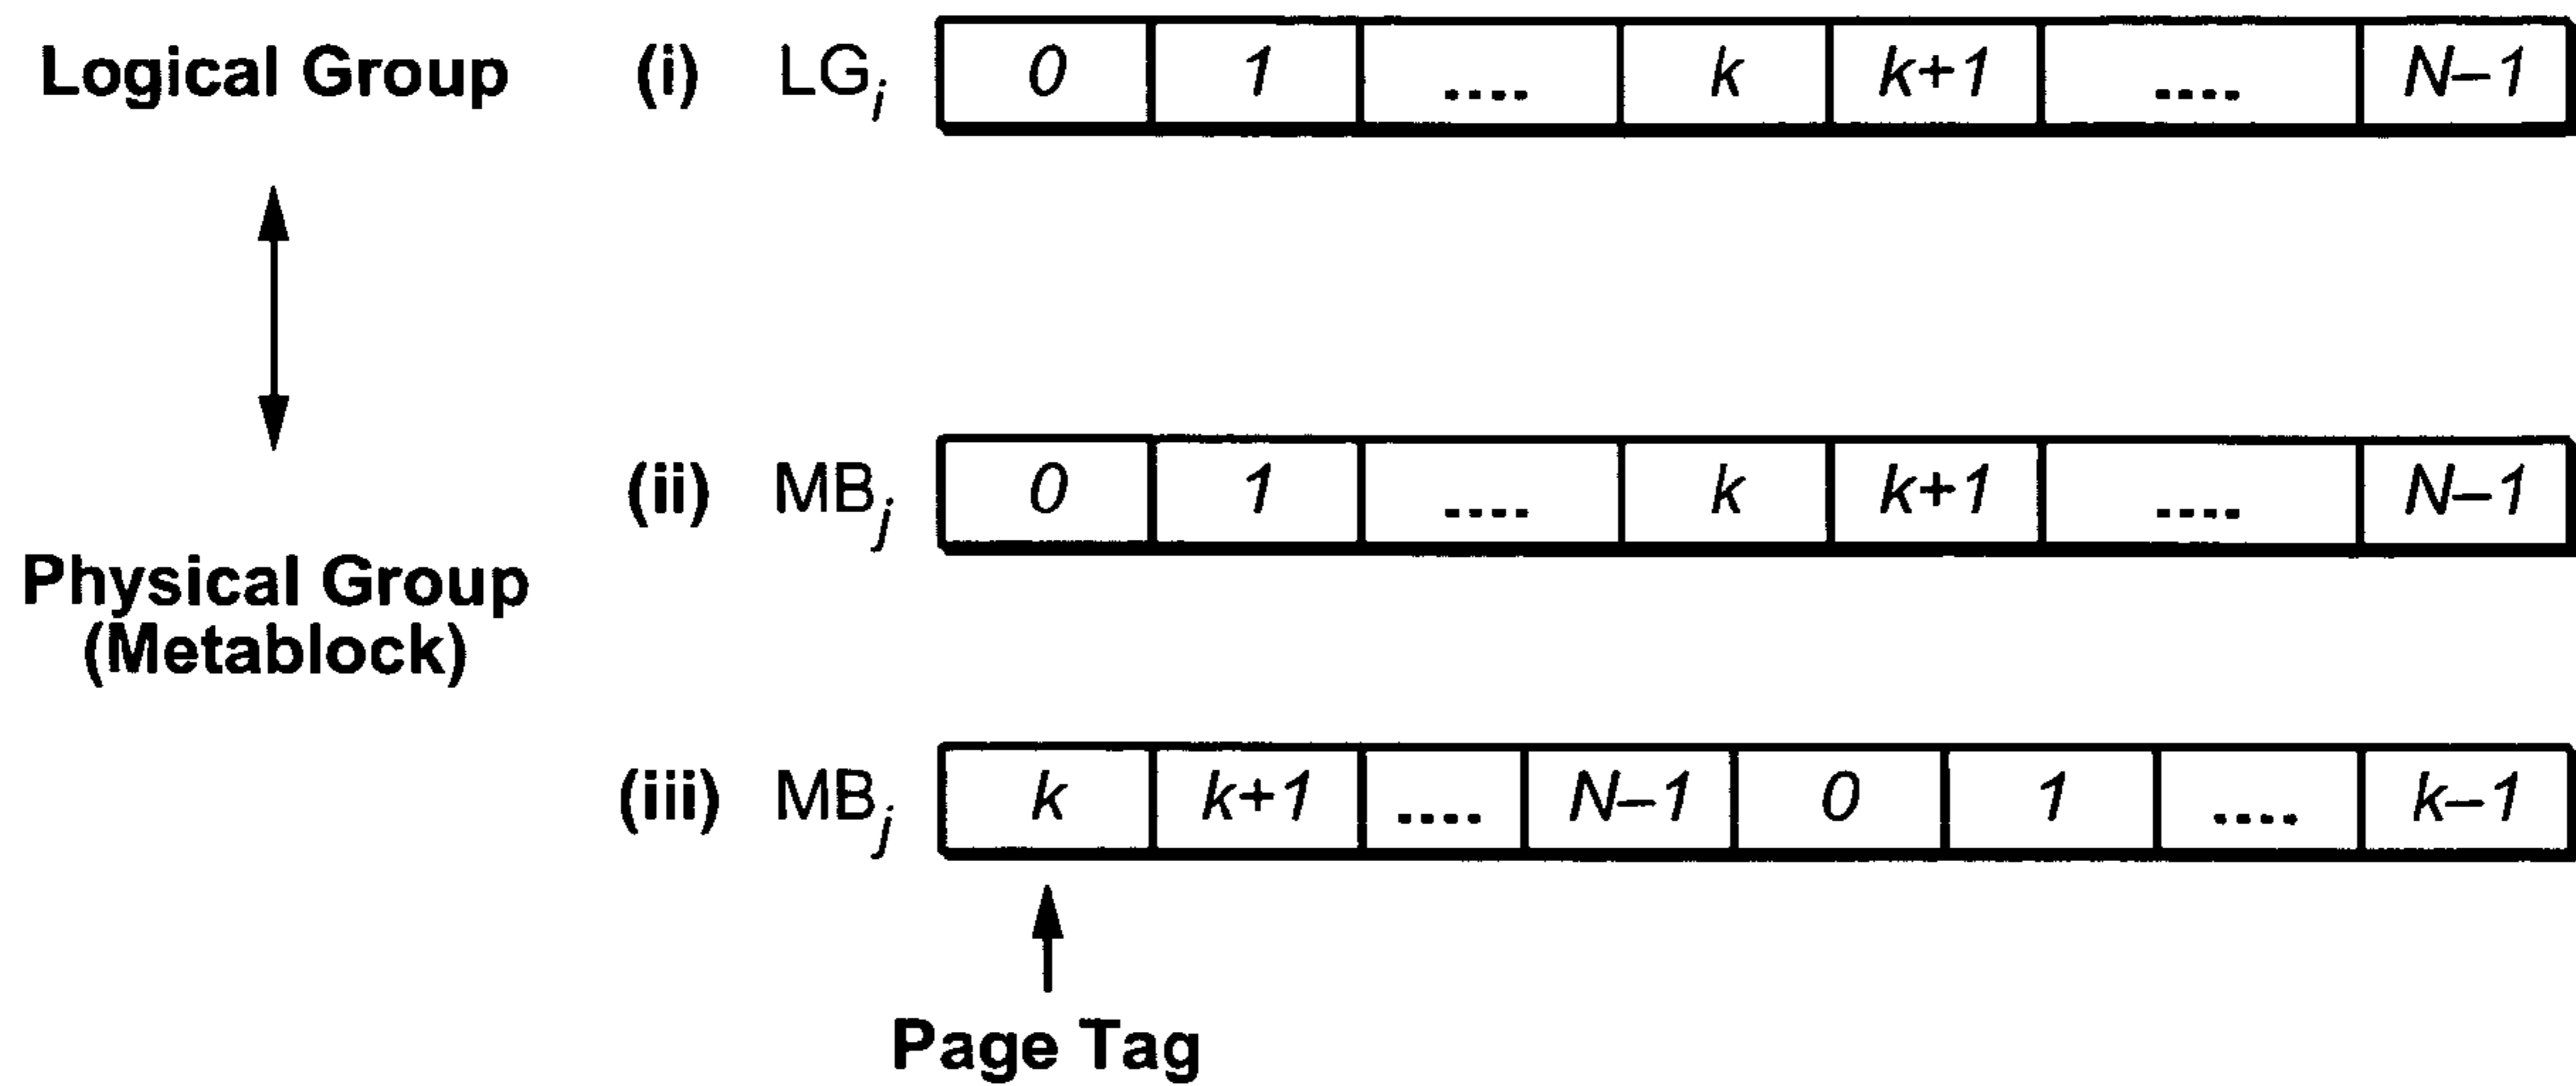 Logical Group (i) LGi 0 1 .... k k+1 .... N–1
(ii) MBj 0 1 .... k k+1 .... N–1
Physical Group
(Metablock)
(iii) MBj k k+1 .... N–1 0 1 .... k–1
Page Tag